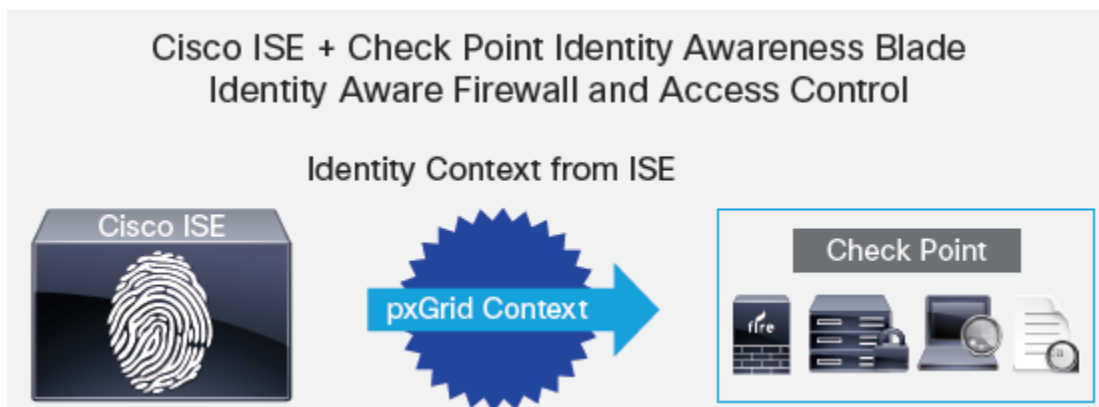 Cisco ISE + Check Point Identity Awareness Blade
Identity Aware Firewall and Access Control
Identity Context from ISE
Cisco ISE
pxGrid Context
Check Point
fire
a